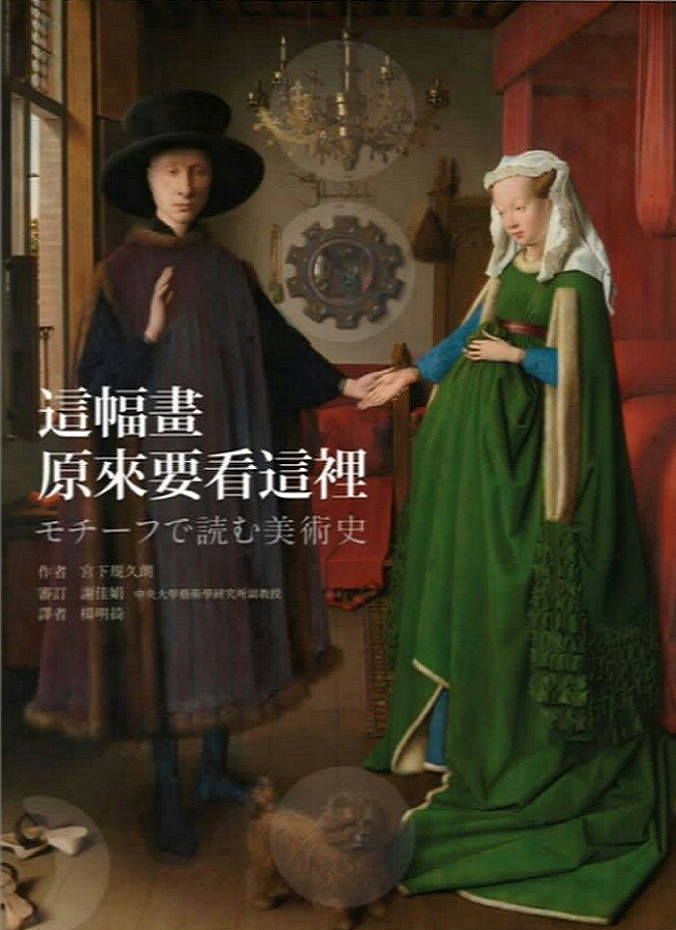 這幅畫
原來要看這裡
モチーフで読む美術史
作者 宮下規久朗
審訂 謝佳娟 中央大學藝術學研究所副教授
譯者 楊明綺